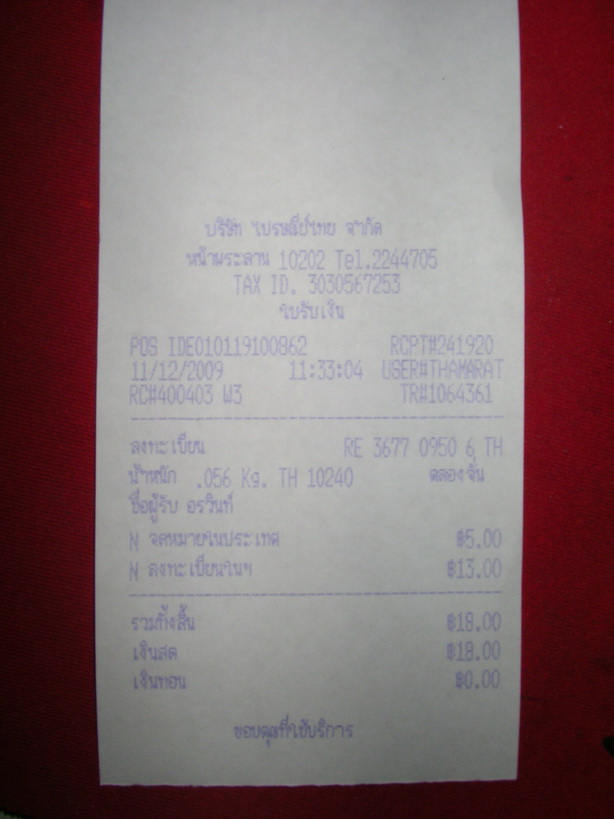 บริษัท ไปรษณีย์ไทย จำกัด
หน้าพระลาน 10202 Tel.2244705
TAX ID. 3030567253
ใบรับเงิน
POS IDE010119100862 RCPT#241920
11/12/2009 11:33:04 USER#THAMARAT
RC#400403 W3 TR#1064361
ลงทะเบียน RE 3677 0950 6 TH
น้ำหนัก .056 Kg. TH 10240 คลองจั่น
ชื่อผู้รับ อรวินท์
N จดหมายในประเทศ ฿5.00
N ลงทะเบียนในฯ ฿13.00
รวมทั้งสิ้น ฿18.00
เงินสด ฿18.00
เงินทอน ฿0.00
ขอบคุณที่ใช้บริการ